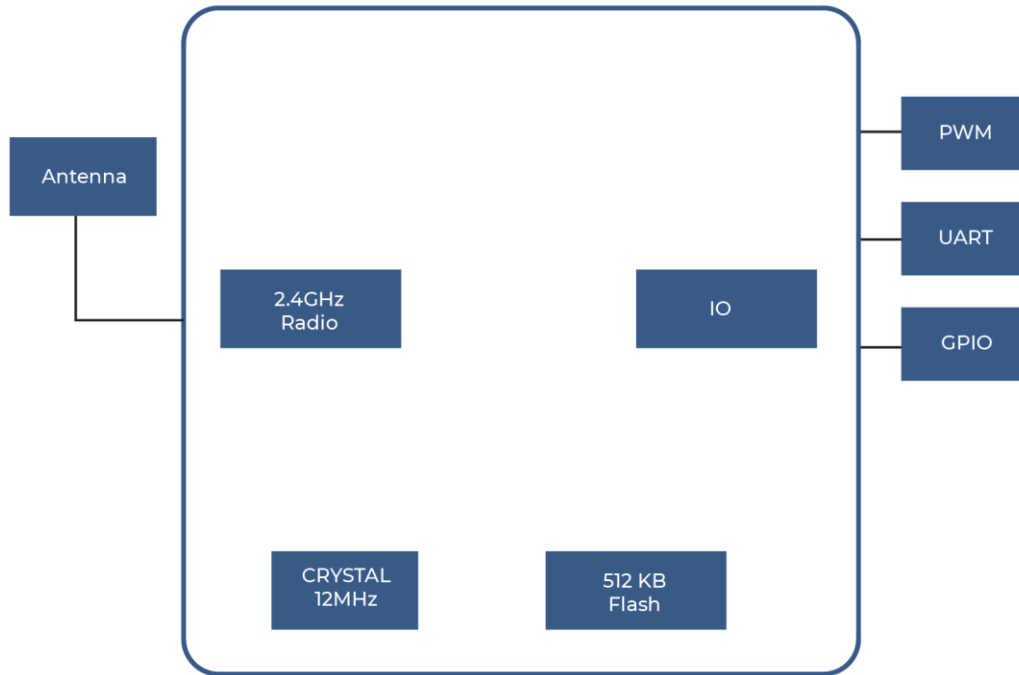 Antenna
2.4GHz
Radio
IO
PWM
UART
GPIO
CRYSTAL
12MHz
512 KB
Flash